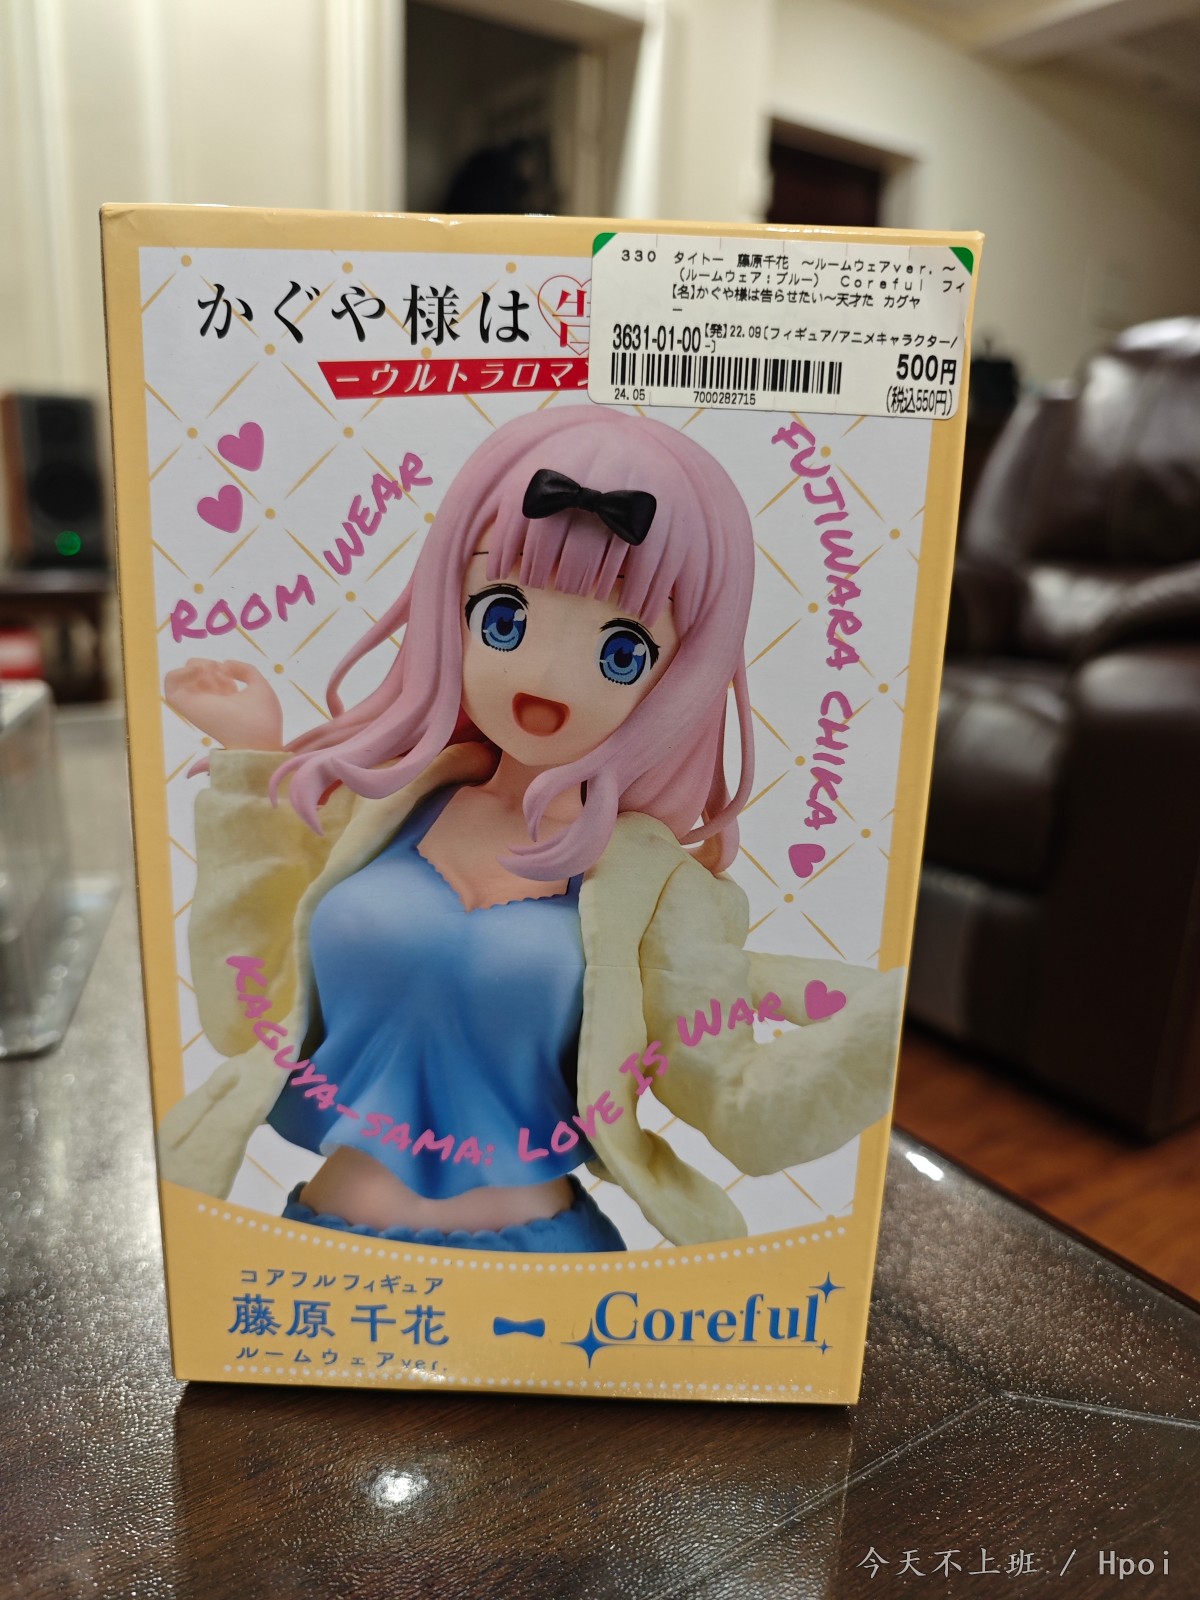 330 タイトー 藤原千花 ～ルームウェアver.～
(ルームウェア:ブルー) Coreful フィ
【名】かぐや様は告らせたい～天才た カグヤ
ー
3631-01-00 【発】22.09〔フィギュア/アニメキャラクター/
-〕
500円
(税込550円)
24.05 7000282715
かぐや様は告
-ウルトラロマン
ROOM WEAR
FUJIWARA CHIKA
KAGUYA-SAMA: LOVE IS WAR
コアフルフィギュア
藤原千花
ルームウェアver.
Coreful
今天不上班 / Hpoi